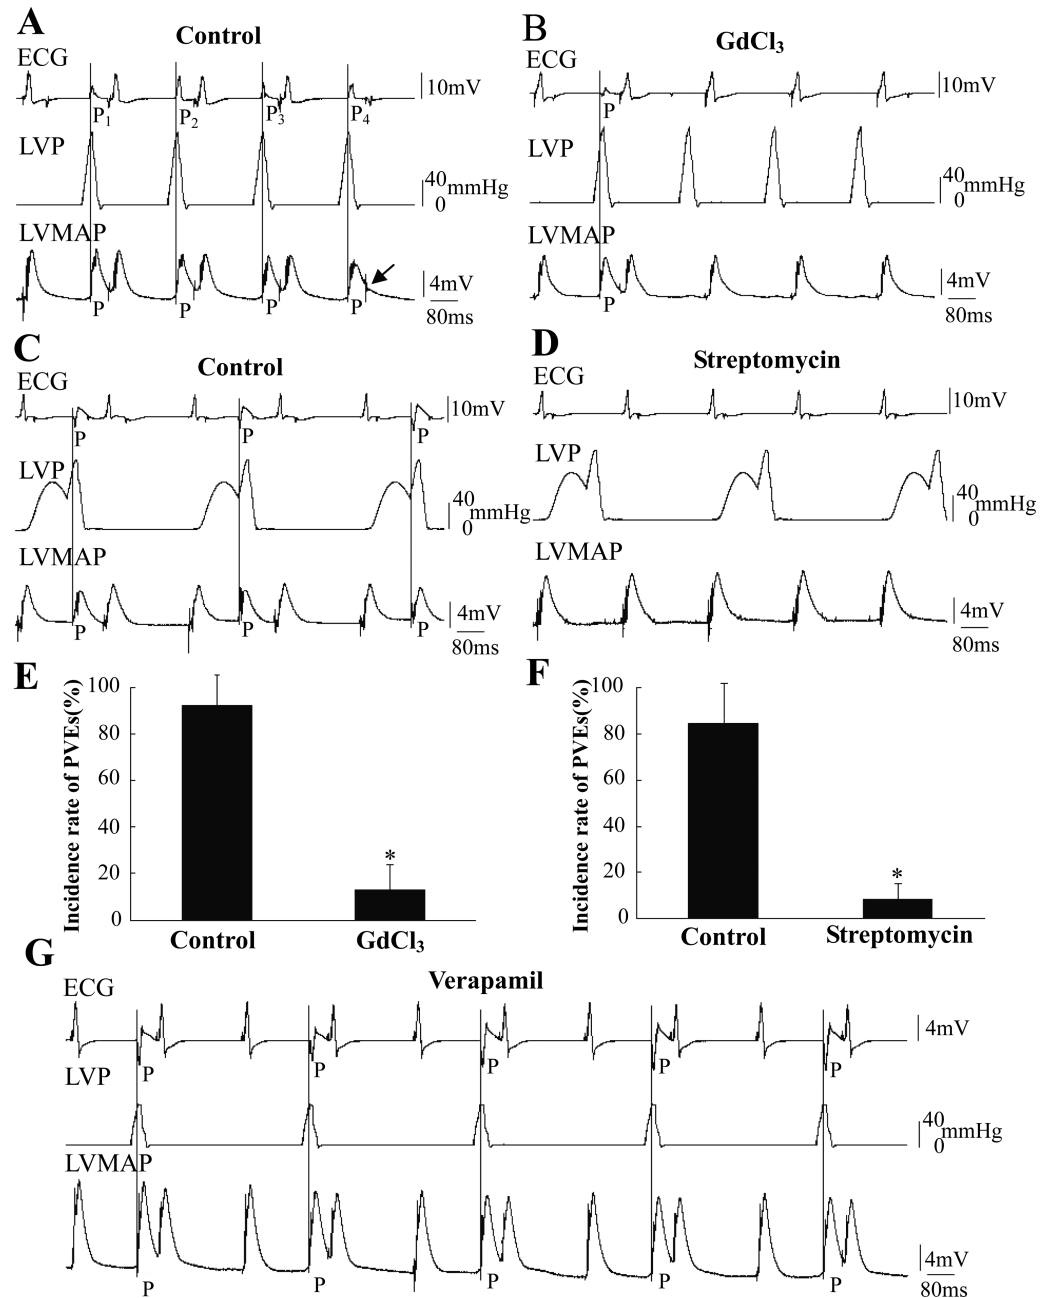 A
Control
ECG
10mV
P1 P2 P3 P4
LVP
40
0
mmHg
LVMAP
4mV
P P P P
80ms
B
GdCl3
ECG
10mV
P
LVP
40
0
mmHg
LVMAP
4mV
P
80ms
C
Control
ECG
10mV
P P P
LVP
40
0
mmHg
LVMAP
4mV
P P P
80ms
D
Streptomycin
ECG
10mV
LVP
40
0
mmHg
LVMAP
4mV
80ms
E
Incidence rate of PVEs(%)
100
80
60
40
20
0
*
Control GdCl3
F
Incidence rate of PVEs(%)
100
80
60
40
20
0
*
Control Streptomycin
G
Verapamil
ECG
4mV
P P P P P
LVP
40
0
mmHg
LVMAP
4mV
P P P P P
80ms